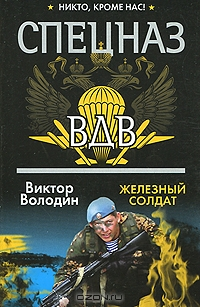 ★ НИКТО, КРОМЕ НАС! ★
СПЕЦНАЗ
ВДВ
Виктор
Володин
ЖЕЛЕЗНЫЙ
СОЛДАТ